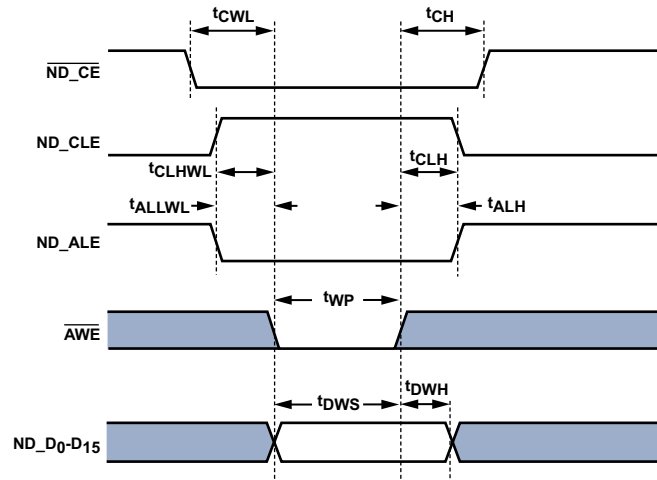 tCWL tCH
ND_CE
ND_CLE
tCLHWL tCLH
tALLWL tALH
ND_ALE
tWP
AWE
tDWS tDWH
ND_D0-D15